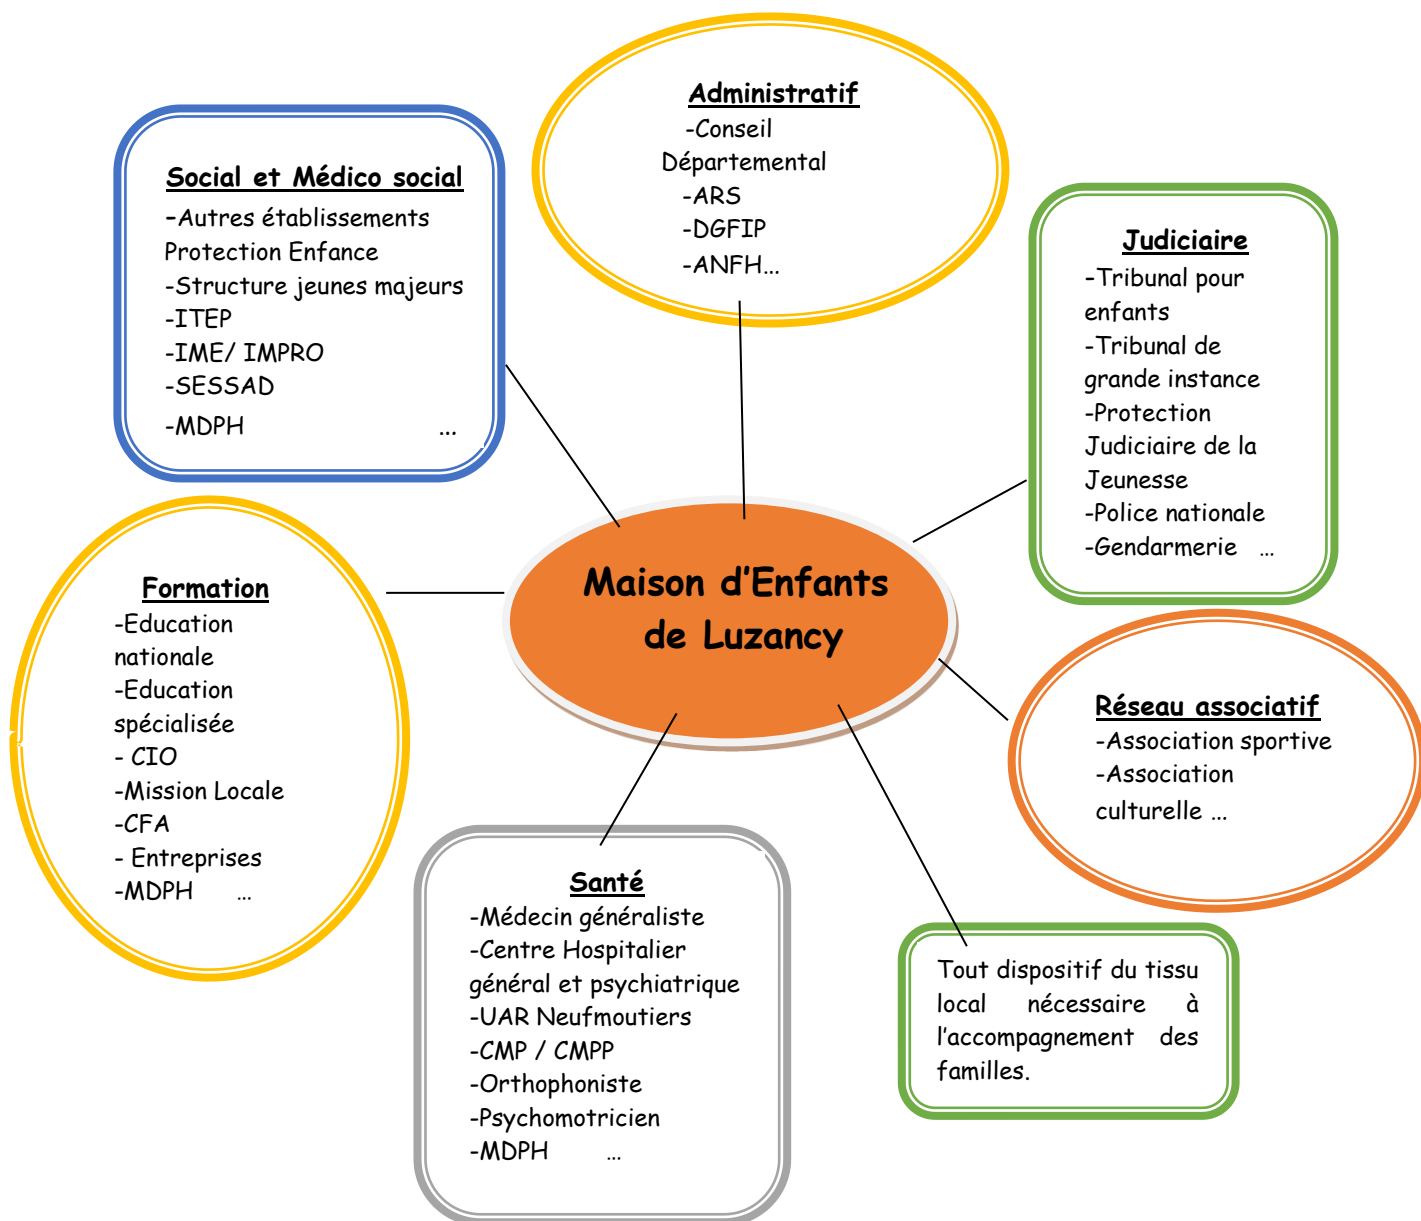 Administratif
-Conseil
Départemental
-ARS
-DGFIP
-ANFH...
Social et Médico social
-Autres établissements
Protection Enfance
-Structure jeunes majeurs
-ITEP
-IME/ IMPRO
-SESSAD
-MDPH ...
Judiciaire
-Tribunal pour
enfants
-Tribunal de
grande instance
-Protection
Judiciaire de la
Jeunesse
-Police nationale
-Gendarmerie ...
Maison d'Enfants
de Luzancy
Formation
-Education
nationale
-Education
spécialisée
- CIO
-Mission Locale
-CFA
- Entreprises
-MDPH ...
Réseau associatif
-Association sportive
-Association
culturelle ...
Santé
-Médecin généraliste
-Centre Hospitalier
général et psychiatrique
-UAR Neufmoutiers
-CMP / CMPP
-Orthophoniste
-Psychomotricien
-MDPH ...
Tout dispositif du tissu
local nécessaire à
l'accompagnement des
familles.